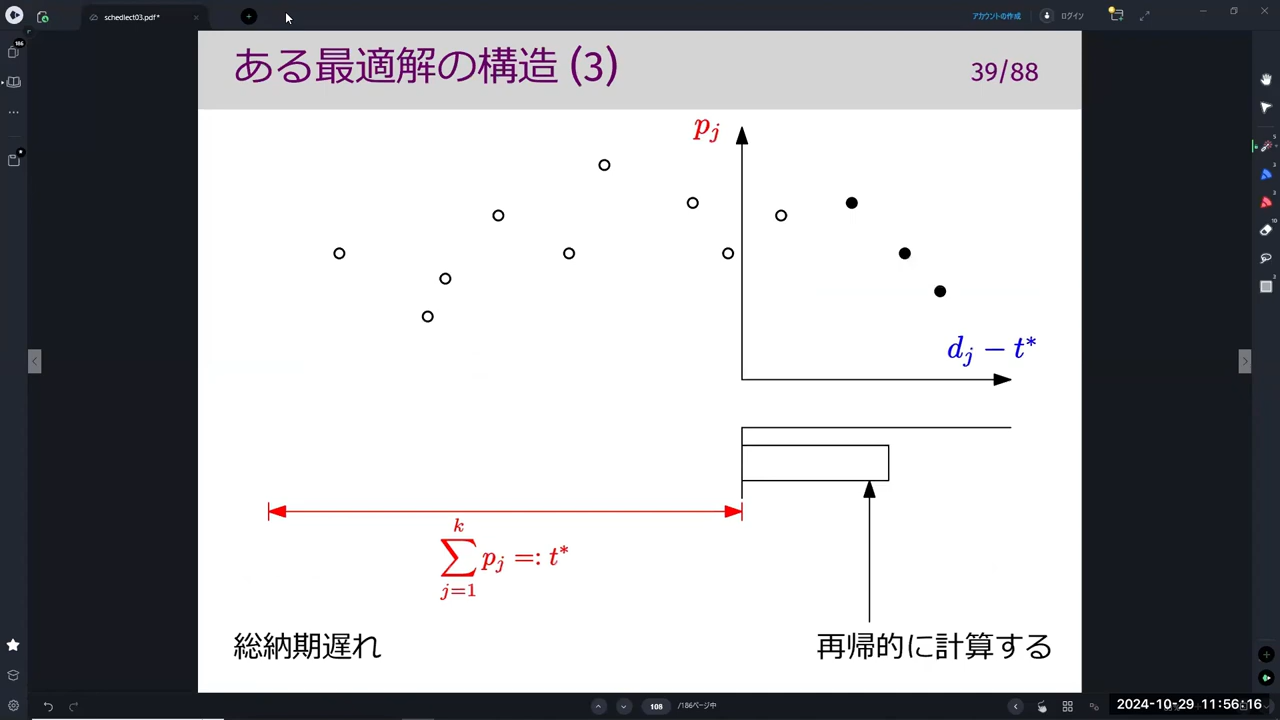 schedlect03.pdf*
アカウントの作成
ログイン
186
ある最適解の構造 (3)
39/88
p_j
d_j − t*
k
∑ p_j =: t*
j=1
総納期遅れ
再帰的に計算する
108
/186ページ中
2024-10-29 11:56:16